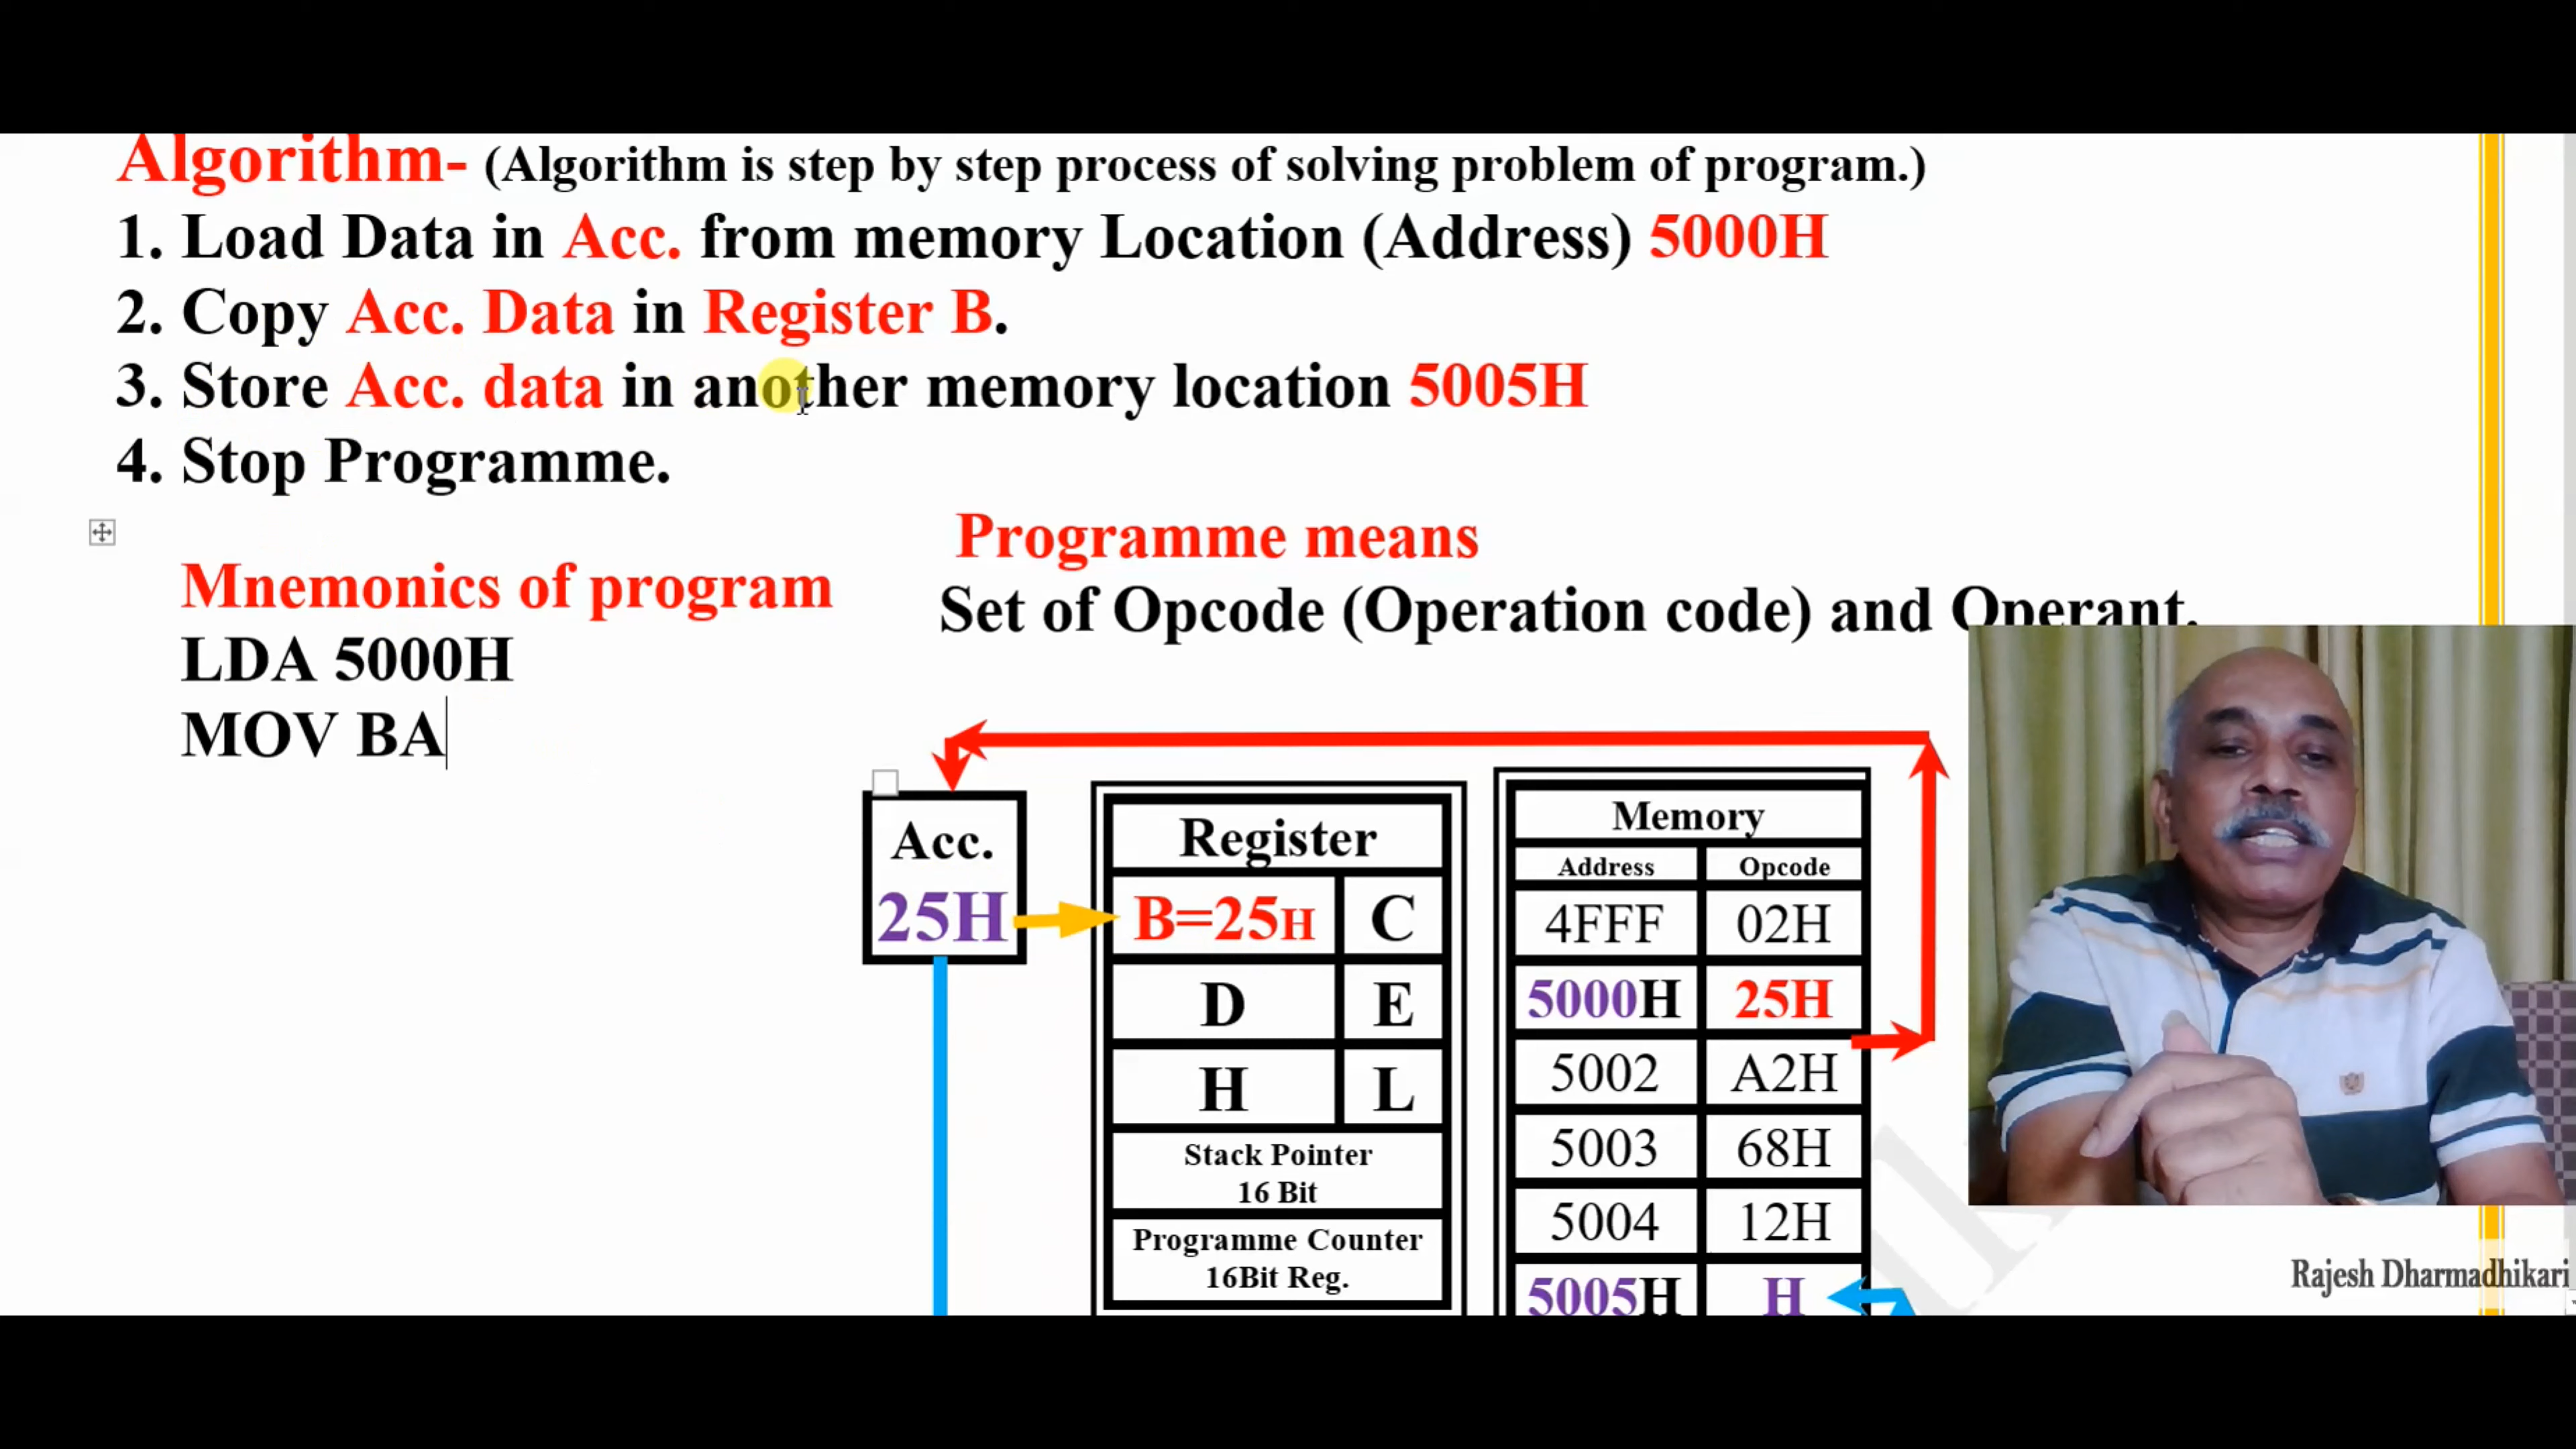 Algorithm- (Algorithm is step by step process of solving problem of program.)
1. Load Data in Acc. from memory Location (Address) 5000H
2. Copy Acc. Data in Register B.
3. Store Acc. data in another memory location 5005H
4. Stop Programme.
Programme means
Set of Opcode (Operation code) and Operant.
Mnemonics of program
LDA 5000H
MOV BA
Acc.
25H
Register
B=25H C
D E
H L
Stack Pointer
16 Bit
Programme Counter
16Bit Reg.
Memory
Address Opcode
4FFF 02H
5000H 25H
5002 A2H
5003 68H
5004 12H
5005H H
Rajesh Dharmadhikari